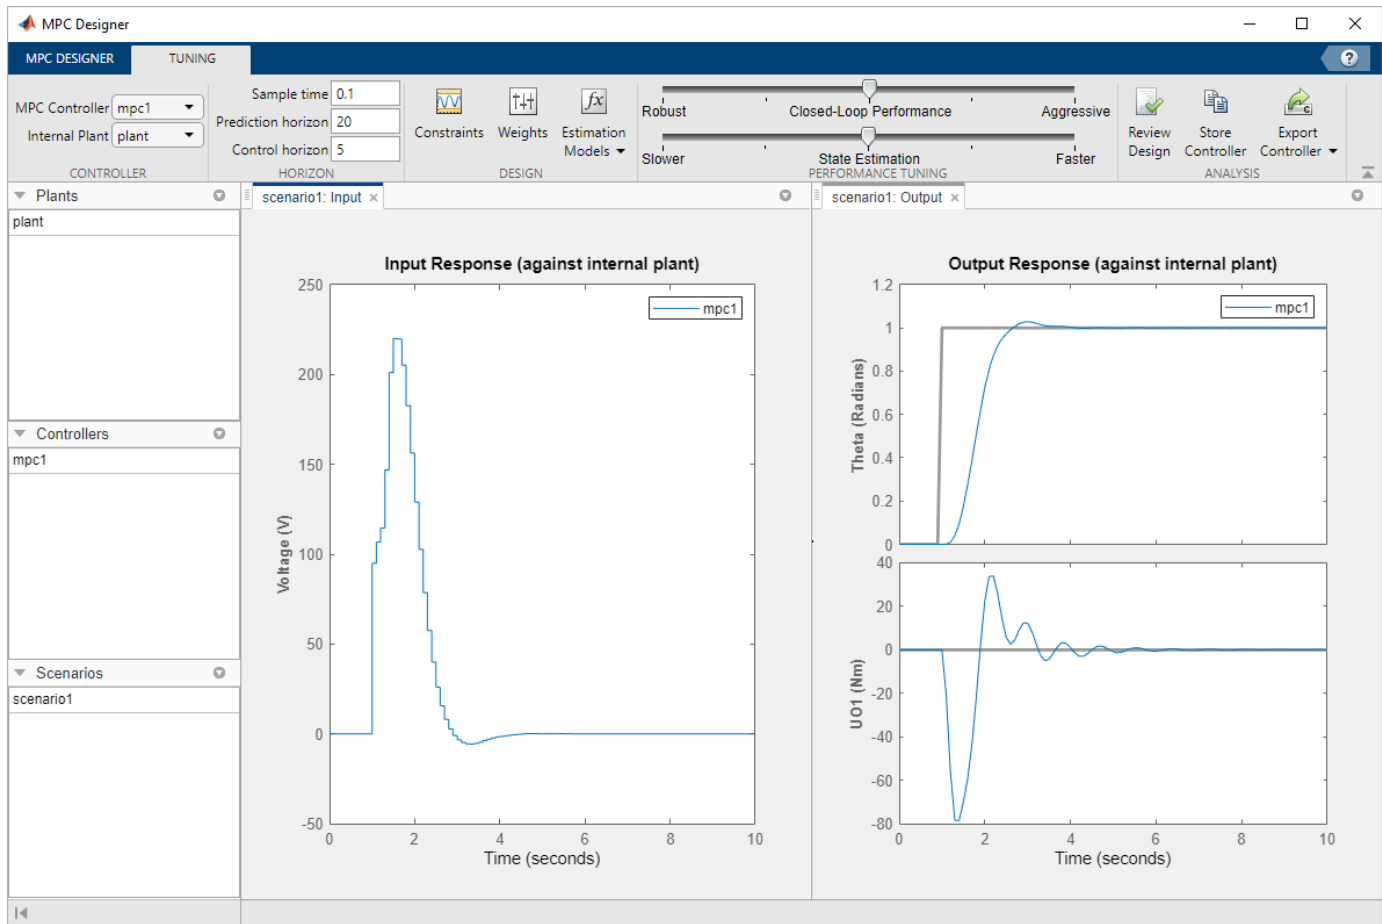 MPC Designer
MPC DESIGNER
TUNING
?
MPC Controller mpc1
Internal Plant plant
CONTROLLER
Sample time 0.1
Prediction horizon 20
Control horizon 5
HORIZON
Constraints
Weights
fx
Estimation
Models
DESIGN
Robust Closed-Loop Performance Aggressive
Slower State Estimation Faster
PERFORMANCE TUNING
Review
Design
Store
Controller
C
Export
Controller
ANALYSIS
Plants
plant
Controllers
mpc1
Scenarios
scenario1
scenario1: Input ×
Input Response (against internal plant)
mpc1
250
200
150
100
50
0
-50
Voltage (V)
0 2 4 6 8 10
Time (seconds)
scenario1: Output ×
Output Response (against internal plant)
mpc1
1.2
1
0.8
0.6
0.4
0.2
0
Theta (Radians)
40
20
0
-20
-40
-60
-80
UO1 (Nm)
0 2 4 6 8 10
Time (seconds)